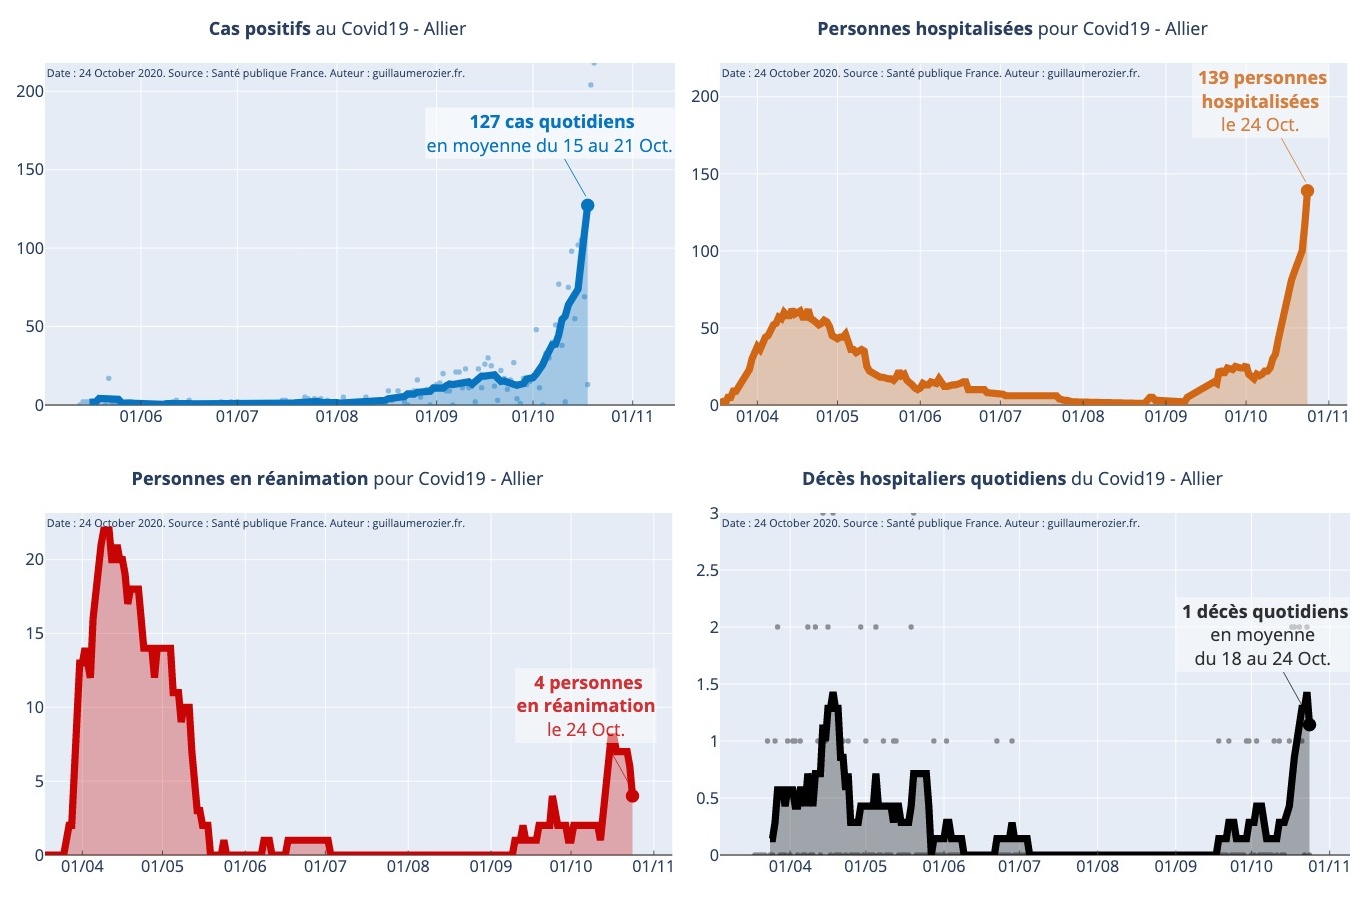 Cas positifs au Covid19 - Allier
Date : 24 October 2020. Source : Santé publique France. Auteur : guillaumerozier.fr.
200
150
100
50
0
127 cas quotidiens
en moyenne du 15 au 21 Oct.
01/06
01/07
01/08
01/09
01/10
01/11
Personnes hospitalisées pour Covid19 - Allier
Date : 24 October 2020. Source : Santé publique France. Auteur : guillaumerozier.fr.
200
150
100
50
0
139 personnes
hospitalisées
le 24 Oct.
01/04
01/05
01/06
01/07
01/08
01/09
01/10
01/11
Personnes en réanimation pour Covid19 - Allier
Date : 24 October 2020. Source : Santé publique France. Auteur : guillaumerozier.fr.
20
15
10
5
0
4 personnes
en réanimation
le 24 Oct.
01/04
01/05
01/06
01/07
01/08
01/09
01/10
01/11
Décès hospitaliers quotidiens du Covid19 - Allier
Date : 24 October 2020. Source : Santé publique France. Auteur : guillaumerozier.fr.
3
2.5
2
1.5
1
0.5
0
1 décès quotidiens
en moyenne
du 18 au 24 Oct.
01/04
01/05
01/06
01/07
01/08
01/09
01/10
01/11